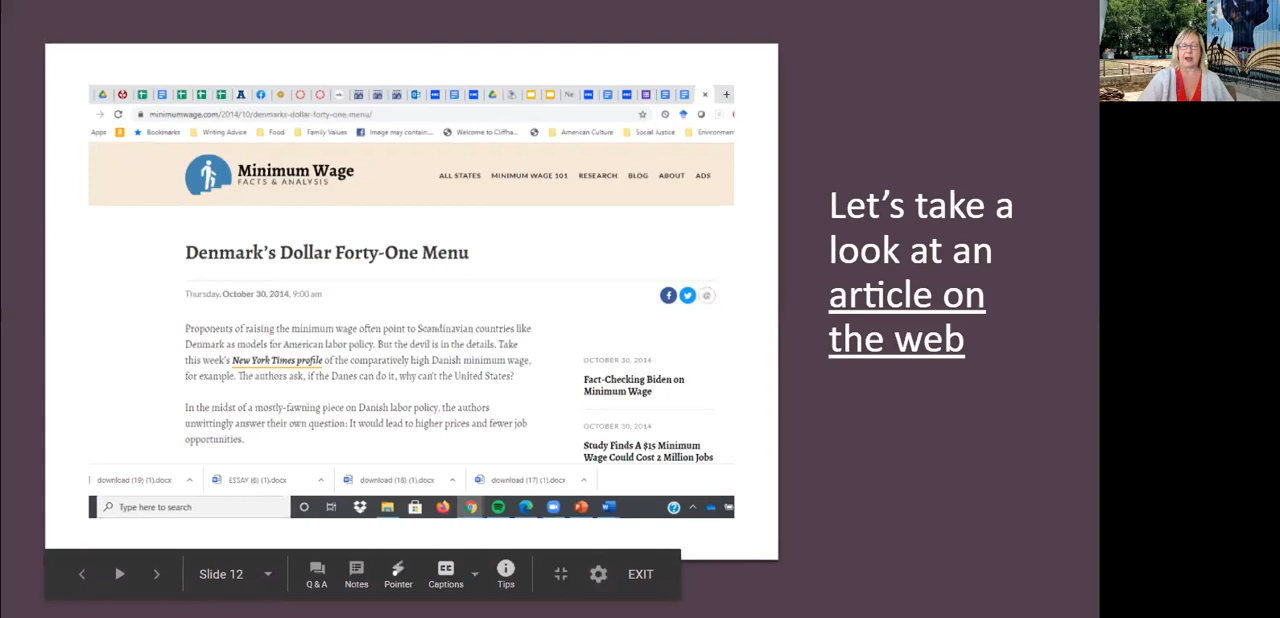 Ne
minimumwage.com/2014/10/denmarks-dollar-forty-one-menu/
Apps
Bookmarks
Writing Advice
Food
Family Values
Image may contain:...
Welcome to Cliffha...
American Culture
Social Justice
Environmen
Minimum Wage
FACTS & ANALYSIS
ALL STATES MINIMUM WAGE 101 RESEARCH BLOG ABOUT ADS
Denmark's Dollar Forty-One Menu
Thursday, October 30, 2014, 9:00 am
Proponents of raising the minimum wage often point to Scandinavian countries like
Denmark as models for American labor policy. But the devil is in the details. Take
this week's New York Times profile of the comparatively high Danish minimum wage,
for example. The authors ask, if the Danes can do it, why can't the United States?
In the midst of a mostly-fawning piece on Danish labor policy, the authors
unwittingly answer their own question: It would lead to higher prices and fewer job
opportunities.
OCTOBER 30, 2014
Fact-Checking Biden on
Minimum Wage
OCTOBER 30, 2014
Study Finds A $15 Minimum
Wage Could Cost 2 Million Jobs
download (19) (1).docx
ESSAY (6) (1).docx
download (18) (1).docx
download (17) (1).docx
Type here to search
Let's take a
look at an
article on
the web
Slide 12
Q & A
Notes
Pointer
Captions
Tips
EXIT